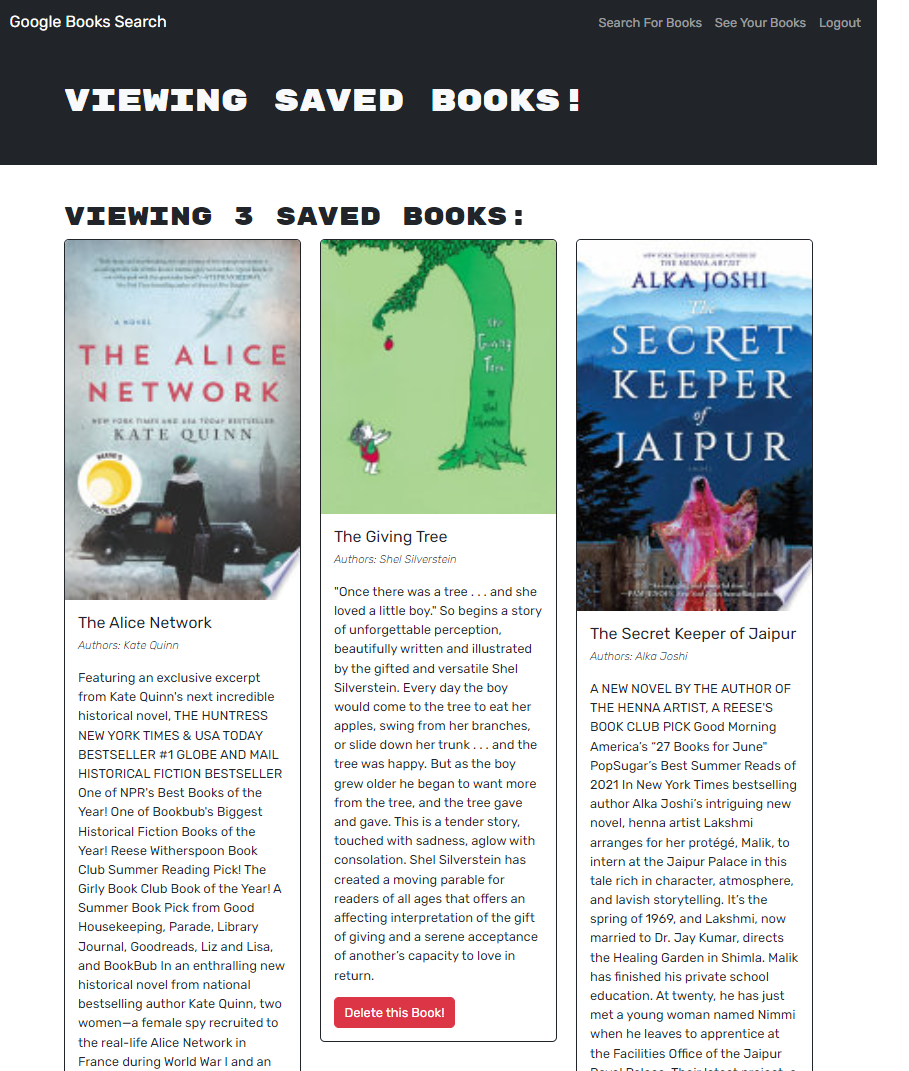 Google Books Search
Search For Books See Your Books Logout
VIEWING SAVED BOOKS!
VIEWING 3 SAVED BOOKS:
A NOVEL
THE ALICE
NETWORK
NEW YORK TIMES AND USA TODAY BESTSELLER
KATE QUINN
REESE'S
BOOK CLUB
The Alice Network
Authors: Kate Quinn
Featuring an exclusive excerpt
from Kate Quinn's next incredible
historical novel, THE HUNTRESS
NEW YORK TIMES & USA TODAY
BESTSELLER #1 GLOBE AND MAIL
HISTORICAL FICTION BESTSELLER
One of NPR's Best Books of the
Year! One of Bookbub's Biggest
Historical Fiction Books of the
Year! Reese Witherspoon Book
Club Summer Reading Pick! The
Girly Book Club Book of the Year! A
Summer Book Pick from Good
Housekeeping, Parade, Library
Journal, Goodreads, Liz and Lisa,
and BookBub In an enthralling new
historical novel from national
bestselling author Kate Quinn, two
women—a female spy recruited to
the real-life Alice Network in
France during World War I and an
the
Giving
Tree
Shel
Silverstein
The Giving Tree
Authors: Shel Silverstein
"Once there was a tree . . . and she
loved a little boy." So begins a story
of unforgettable perception,
beautifully written and illustrated
by the gifted and versatile Shel
Silverstein. Every day the boy
would come to the tree to eat her
apples, swing from her branches,
or slide down her trunk . . . and the
tree was happy. But as the boy
grew older he began to want more
from the tree, and the tree gave
and gave. This is a tender story,
touched with sadness, aglow with
consolation. Shel Silverstein has
created a moving parable for
readers of all ages that offers an
affecting interpretation of the gift
of giving and a serene acceptance
of another's capacity to love in
return.
Delete this Book!
NEW YORK TIMES BESTSELLING AUTHOR OF
THE HENNA ARTIST
ALKA JOSHI
The
SECRET
KEEPER
of
JAIPUR
The Secret Keeper of Jaipur
Authors: Alka Joshi
A NEW NOVEL BY THE AUTHOR OF
THE HENNA ARTIST, A REESE'S
BOOK CLUB PICK Good Morning
America's "27 Books for June"
PopSugar's Best Summer Reads of
2021 In New York Times bestselling
author Alka Joshi's intriguing new
novel, henna artist Lakshmi
arranges for her protégé, Malik, to
intern at the Jaipur Palace in this
tale rich in character, atmosphere,
and lavish storytelling. It's the
spring of 1969, and Lakshmi, now
married to Dr. Jay Kumar, directs
the Healing Garden in Shimla. Malik
has finished his private school
education. At twenty, he has just
met a young woman named Nimmi
when he leaves to apprentice at
the Facilities Office of the Jaipur